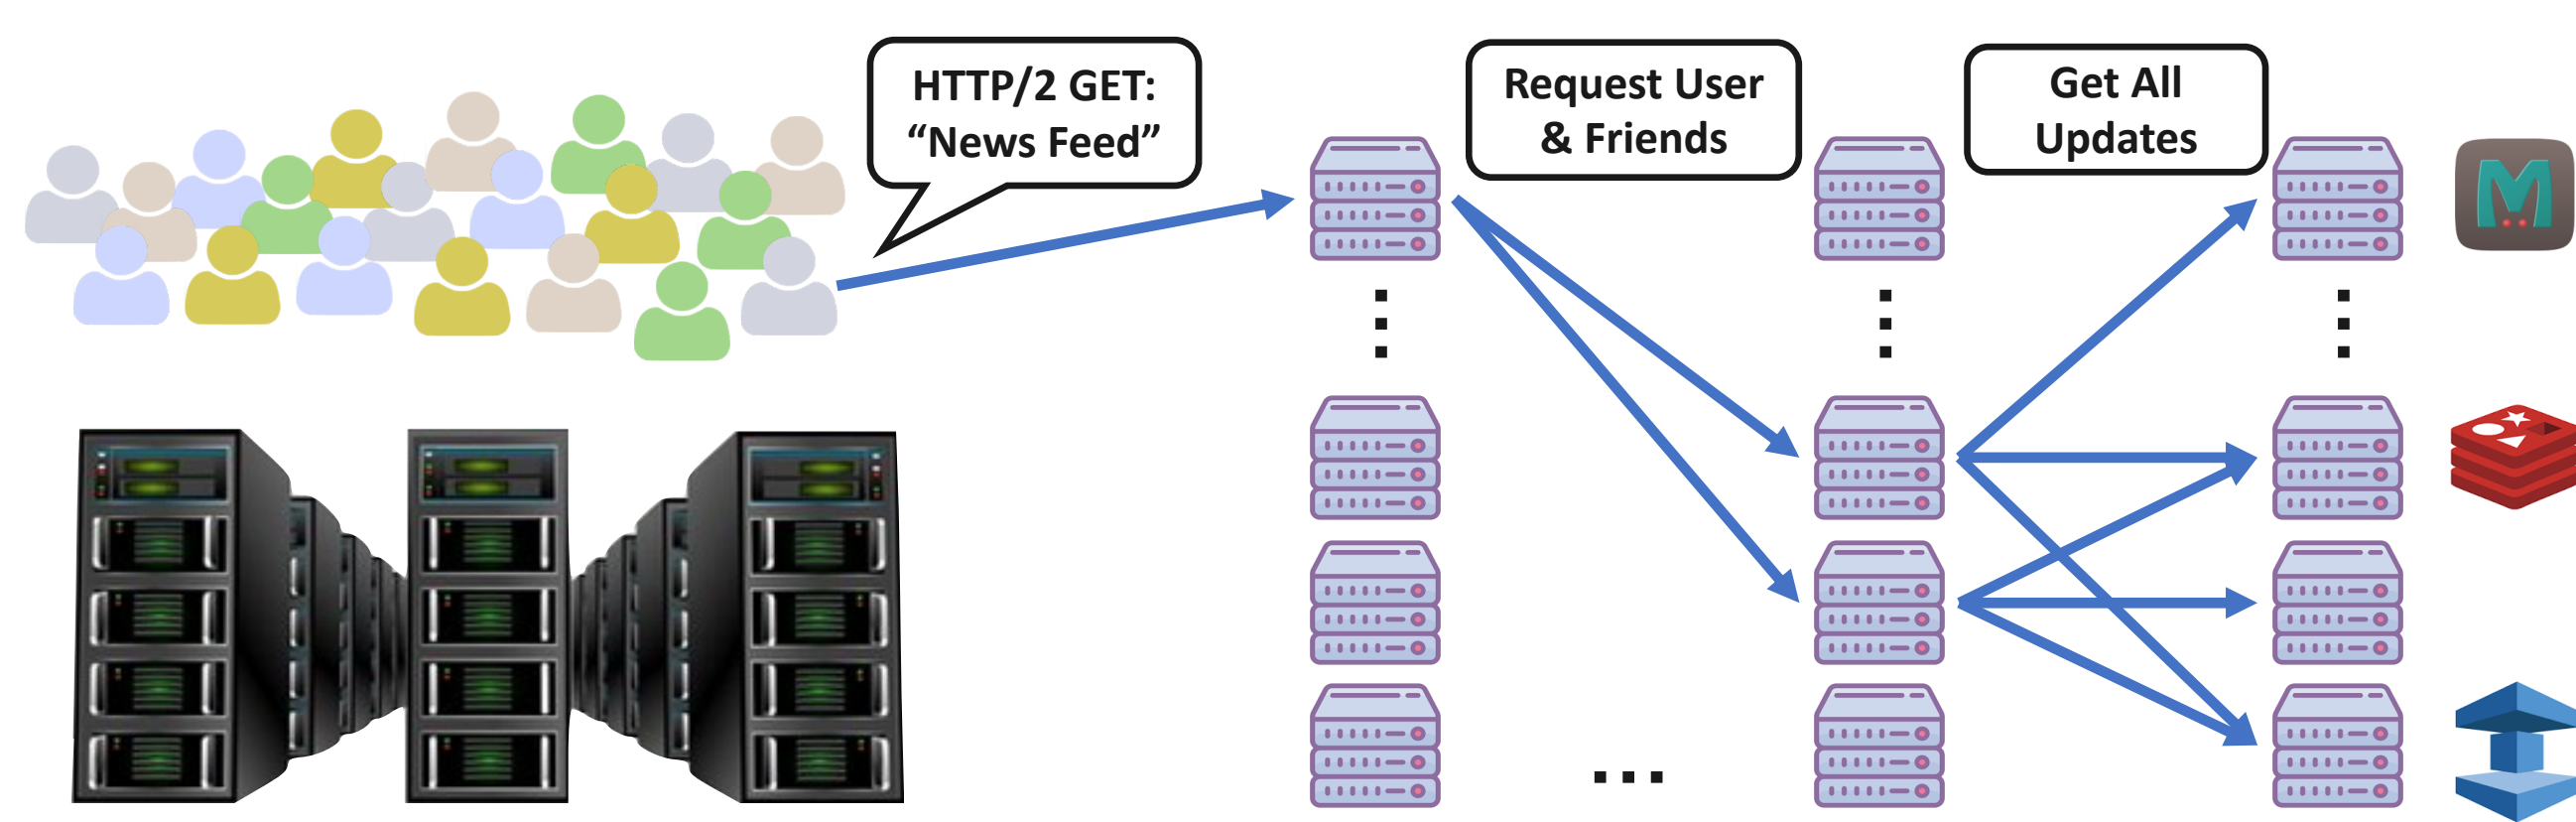 HTTP/2 GET:
“News Feed”
Request User
& Friends
Get All
Updates